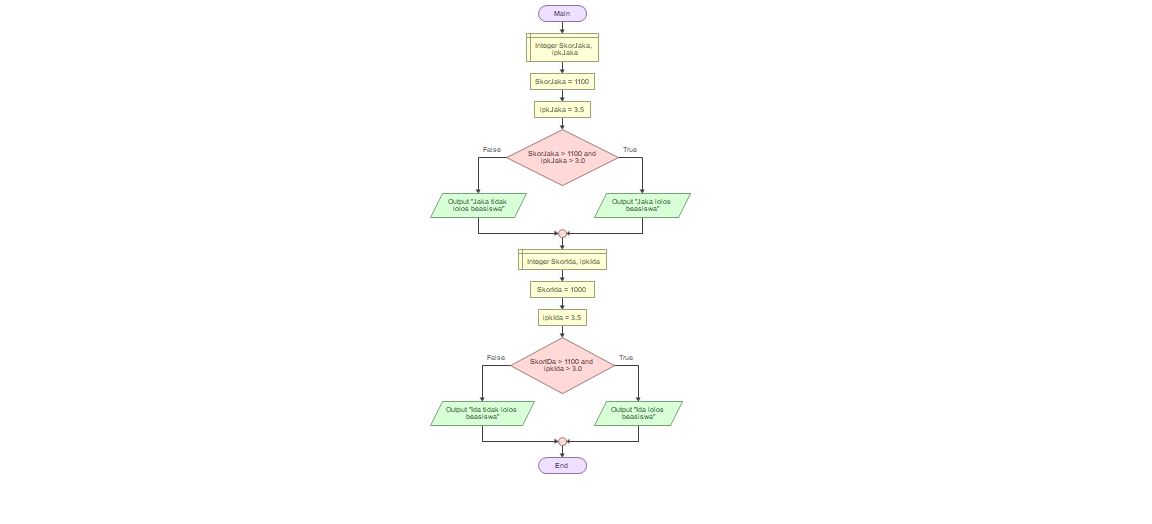 Main
Integer SkorJaka,
ipkJaka
SkorJaka = 1100
ipkJaka = 3.5
False
True
SkorJaka > 1100 and
ipkJaka > 3.0
Output "Jaka tidak
lolos beasiswa"
Output "Jaka lolos
beasiswa"
Integer SkorIda, ipkIda
SkorIda = 1000
ipkIda = 3.5
False
True
SkorIDa > 1100 and
ipkIda > 3.0
Output "Ida tidak lolos
beasiswa"
Output "Ida lolos
beasiswa"
End